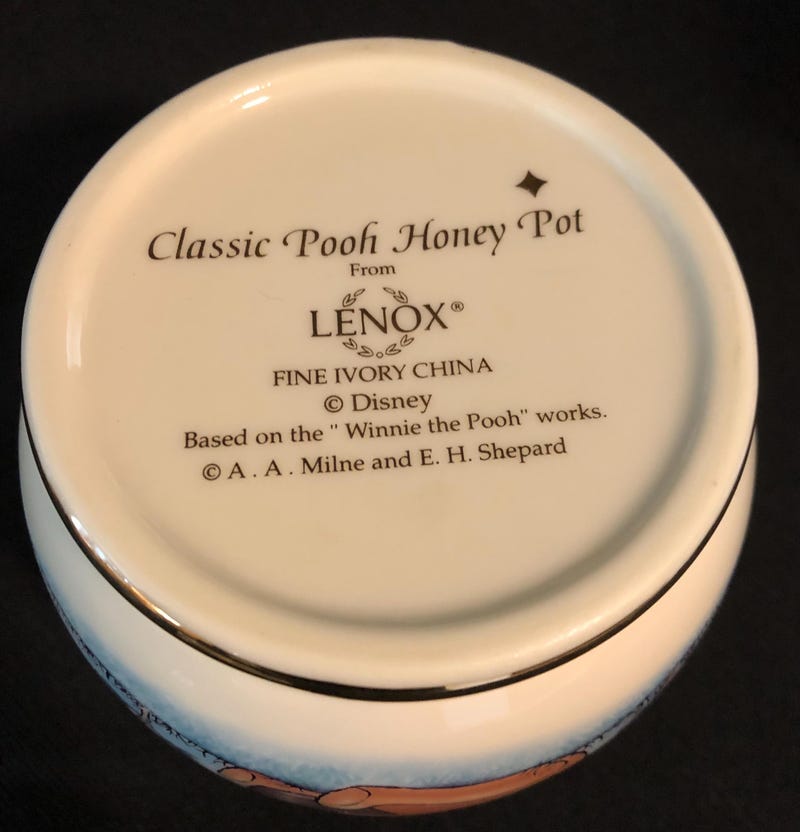 Classic Pooh Honey Pot
From
LENOX®
FINE IVORY CHINA
© Disney
Based on the " Winnie the Pooh" works.
© A . A . Milne and E. H. Shepard